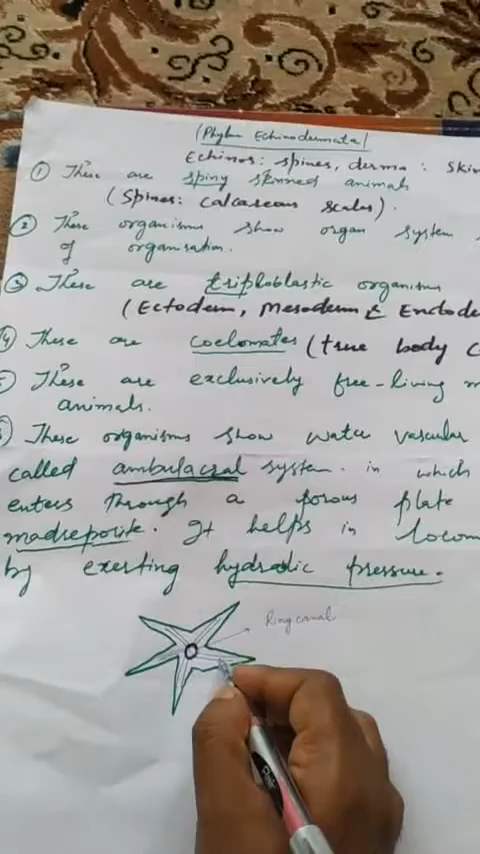 (Phylum Echinodermata)
Echinos: spines, derma: Skin
① These are spiny skinned animals
(Spines: calcareous scales).
② These organisms show organ system
of organisation.
③ These are triploblastic organisms
(Ectoderm, Mesoderm & Endode
④ These are coelomates (true body c
These are exclusively free-living m
animals.
These organisms show water vascular
called ambulacral system. in which
enters through a porous plate
madreporite. It helps in locom
by exerting hydraulic pressure.
Ring canal